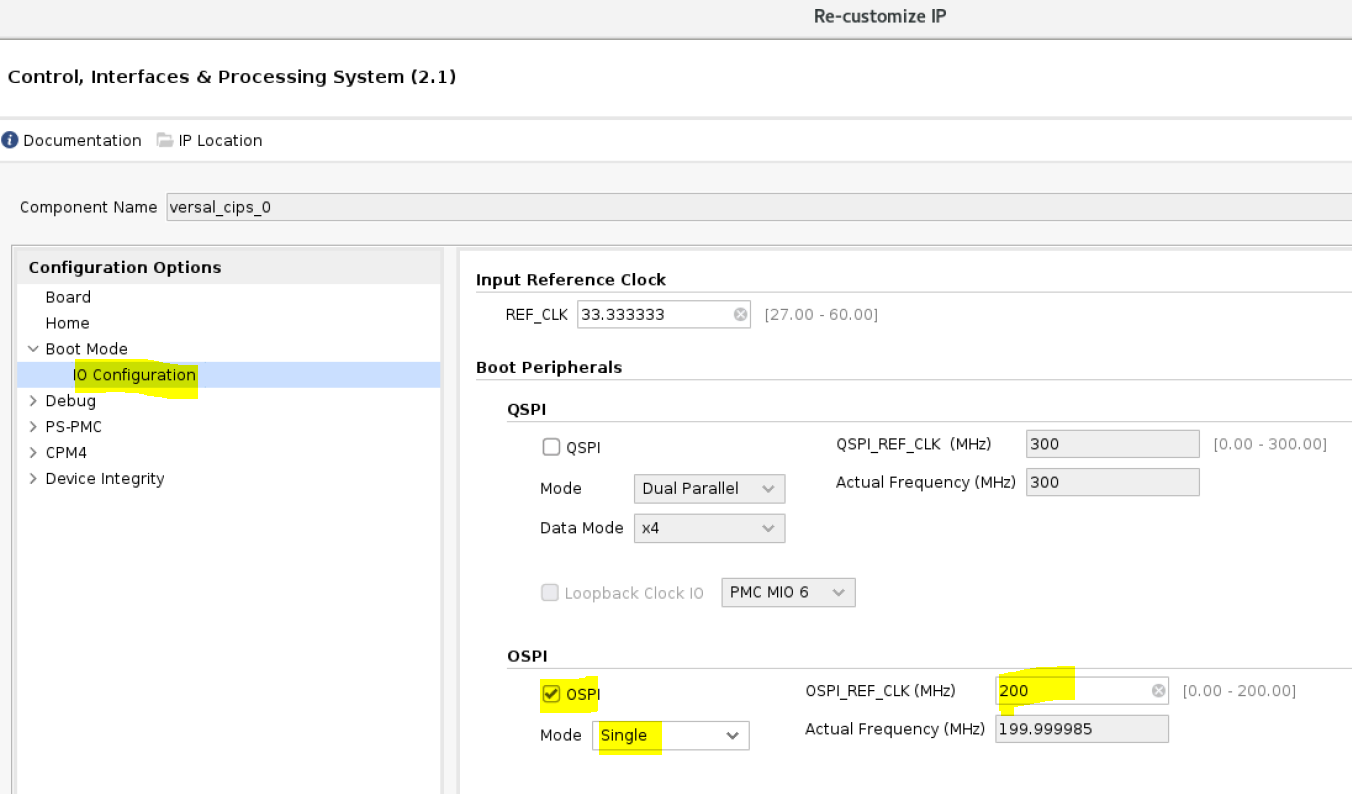 Re-customize IP
Control, Interfaces & Processing System (2.1)
Documentation IP Location
Component Name versal_cips_0
Configuration Options
Board
Home
Boot Mode
IO Configuration
Debug
PS-PMC
CPM4
Device Integrity
Input Reference Clock
REF_CLK 33.333333 [27.00 - 60.00]
Boot Peripherals
QSPI
QSPI QSPI_REF_CLK (MHz) 300 [0.00 - 300.00]
Mode Dual Parallel Actual Frequency (MHz) 300
Data Mode x4
Loopback Clock IO PMC MIO 6
OSPI
OSPI OSPI_REF_CLK (MHz) 200 [0.00 - 200.00]
Mode Single Actual Frequency (MHz) 199.999985